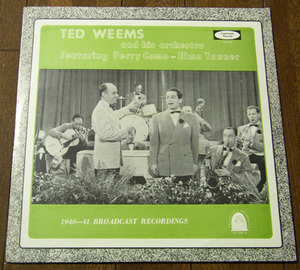 TED WEEMS
and his orchestra
featuring Perry Como - Elmo Tanner
1940-41 BROADCAST RECORDINGS